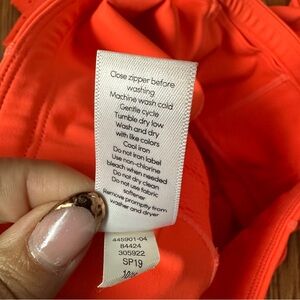 Close zipper before
washing
Machine wash cold
Gentle cycle
Tumble dry low
Wash and dry
with like colors
Cool iron
Do not iron label
Use non-chlorine
bleach when needed
Do not dry clean
Do not use fabric
softener
Remove promptly from
washer and dryer
445901-04
B4424
305922
SP19